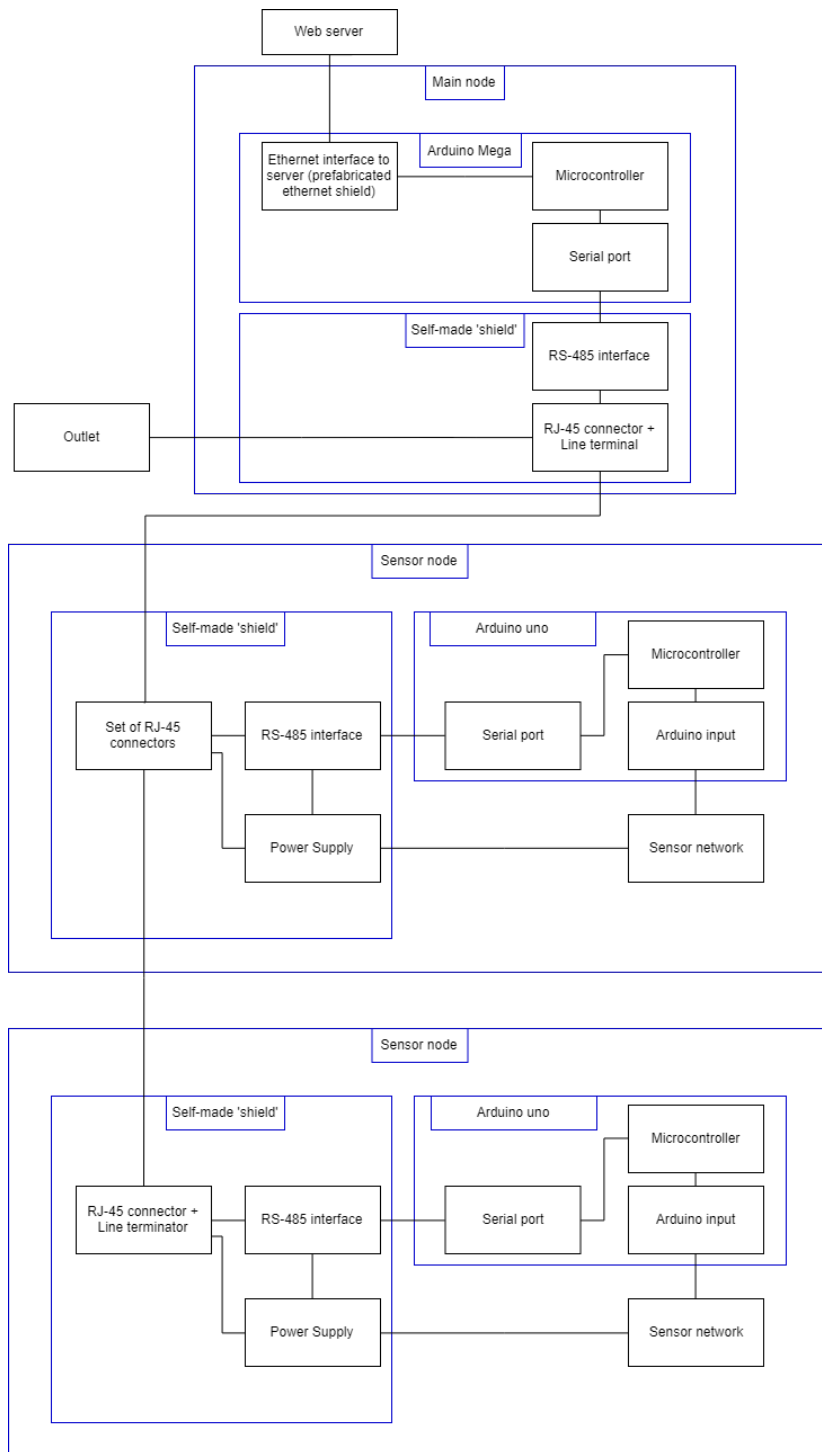 Web server
Main node
Arduino Mega
Ethernet interface to
server (prefabricated
ethernet shield)
Microcontroller
Serial port
Self-made 'shield'
RS-485 interface
Outlet
RJ-45 connector +
Line terminal
Sensor node
Self-made 'shield'
Arduino uno
Microcontroller
Set of RJ-45
connectors
RS-485 interface
Serial port
Arduino input
Power Supply
Sensor network
Sensor node
Self-made 'shield'
Arduino uno
Microcontroller
RJ-45 connector +
Line terminator
RS-485 interface
Serial port
Arduino input
Power Supply
Sensor network